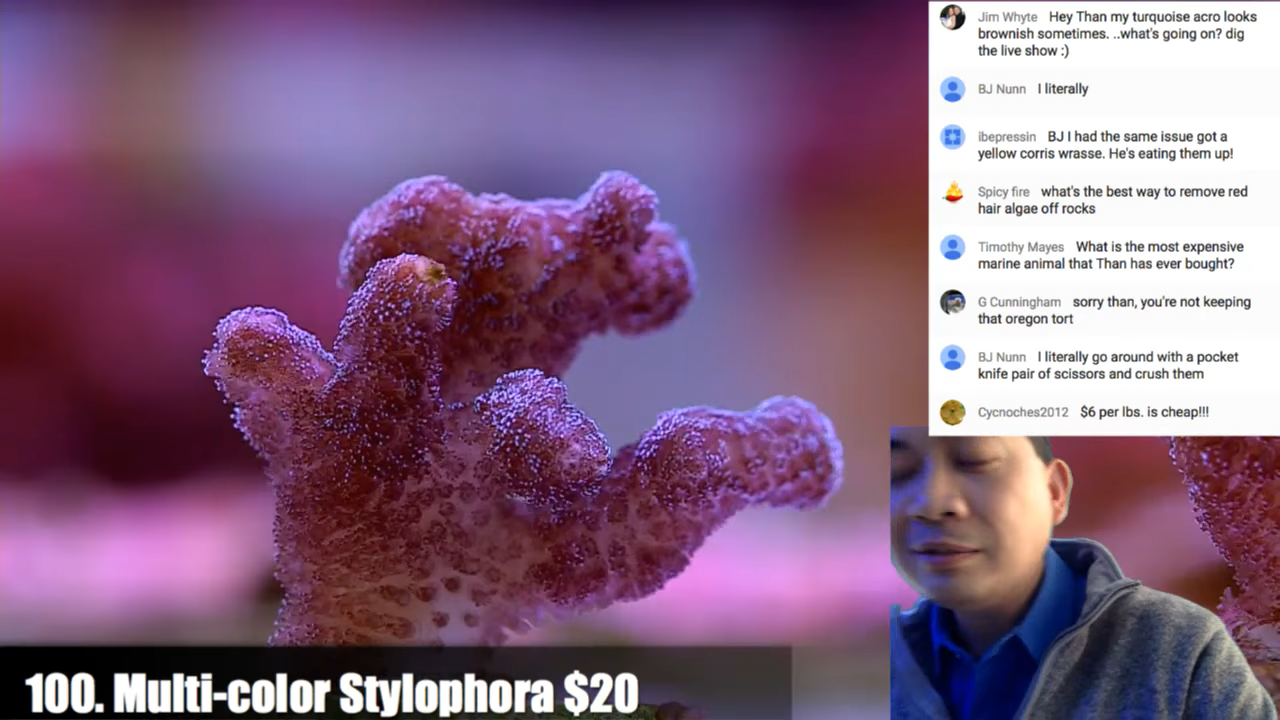 Jim Whyte Hey Than my turquoise acro looks
brownish sometimes. ..what's going on? dig
the live show :)
BJ Nunn I literally
ibepressin BJ I had the same issue got a
yellow corris wrasse. He's eating them up!
Spicy fire what's the best way to remove red
hair algae off rocks
Timothy Mayes What is the most expensive
marine animal that Than has ever bought?
G Cunningham sorry than, you're not keeping
that oregon tort
BJ Nunn I literally go around with a pocket
knife pair of scissors and crush them
Cycnoches2012 $6 per lbs. is cheap!!!
100. Multi-color Stylophora $20